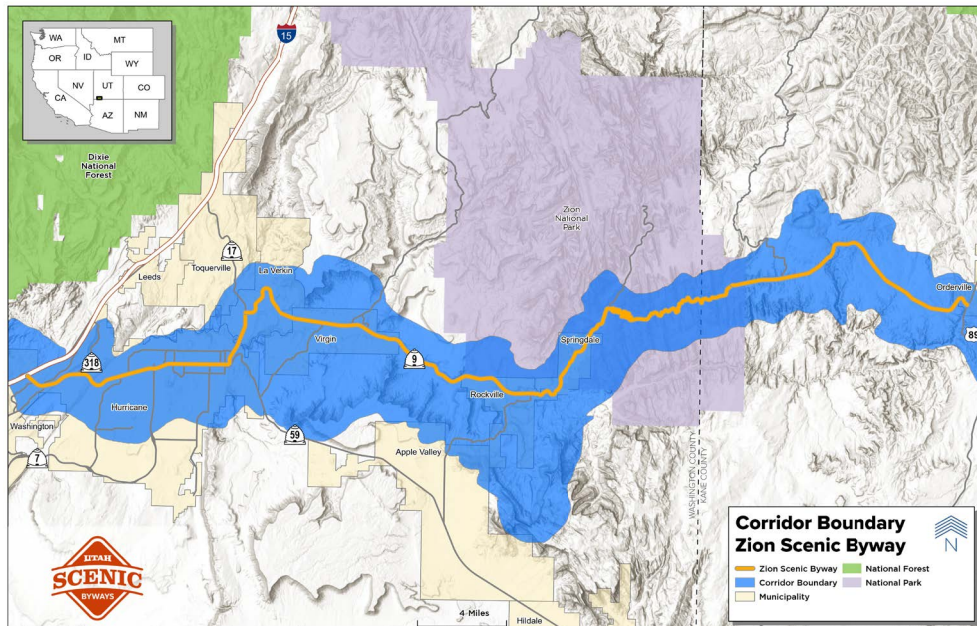 WA
MT
OR
ID
WY
NV
UT
CO
CA
AZ
NM
15
Dixie
National
Forest
Zion
National
Park
17
Leeds
Toquerville
La Verkin
Orderville
89
318
Virgin
9
Springdale
Rockville
Hurricane
Washington
7
59
Apple Valley
WASHINGTON COUNTY
KANE COUNTY
UTAH
SCENIC
BYWAYS
4 Miles
Hildale
Corridor Boundary
Zion Scenic Byway
N
Zion Scenic Byway
National Forest
Corridor Boundary
National Park
Municipality